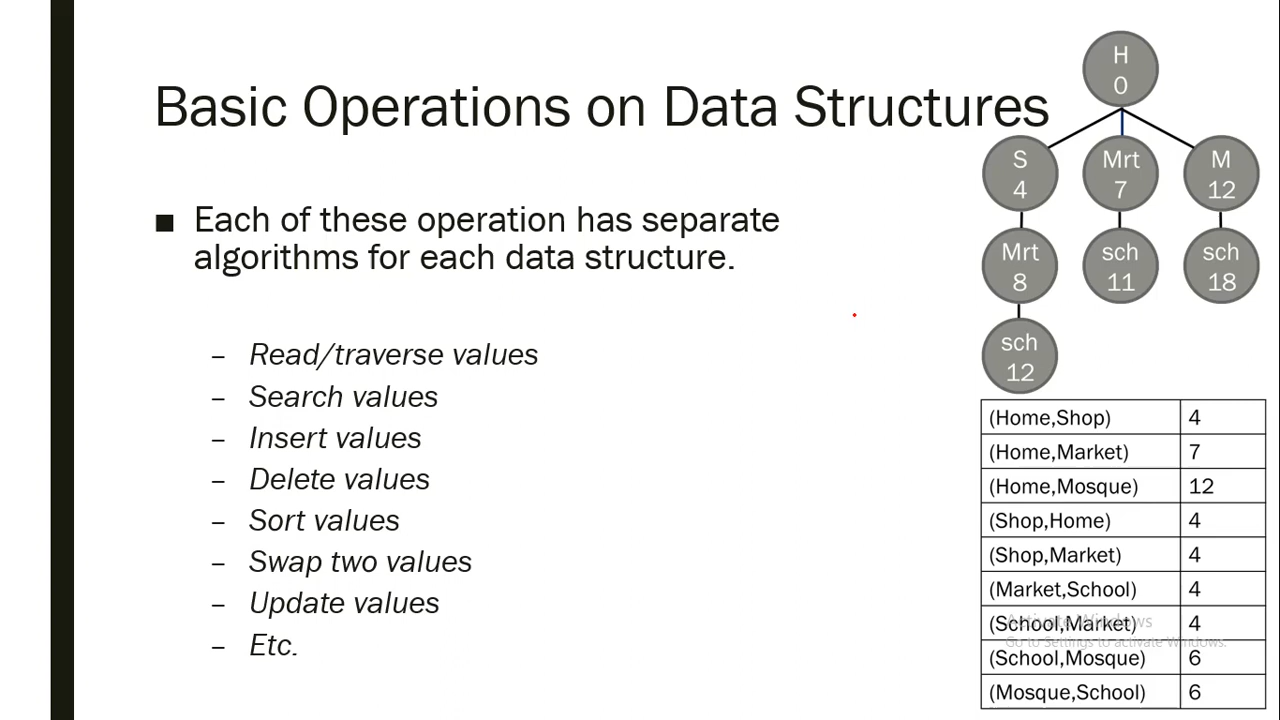 Basic Operations on Data Structures
■ Each of these operation has separate
algorithms for each data structure.
– Read/traverse values
– Search values
– Insert values
– Delete values
– Sort values
– Swap two values
– Update values
– Etc.
H
0
S
4
Mrt
7
M
12
Mrt
8
sch
11
sch
18
sch
12
(Home,Shop) 4
(Home,Market) 7
(Home,Mosque) 12
(Shop,Home) 4
(Shop,Market) 4
(Market,School) 4
(School,Market) 4
(School,Mosque) 6
(Mosque,School) 6
Activate Windows
Go to Settings to activate Windows.